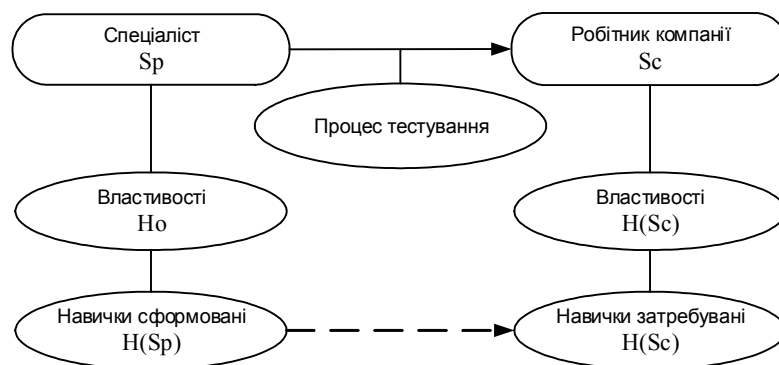 Спеціаліст
Sp
Робітник компанії
Sc
Процес тестування
Властивості
Ho
Властивості
H(Sc)
Навички сформовані
H(Sp)
Навички затребувані
H(Sc)